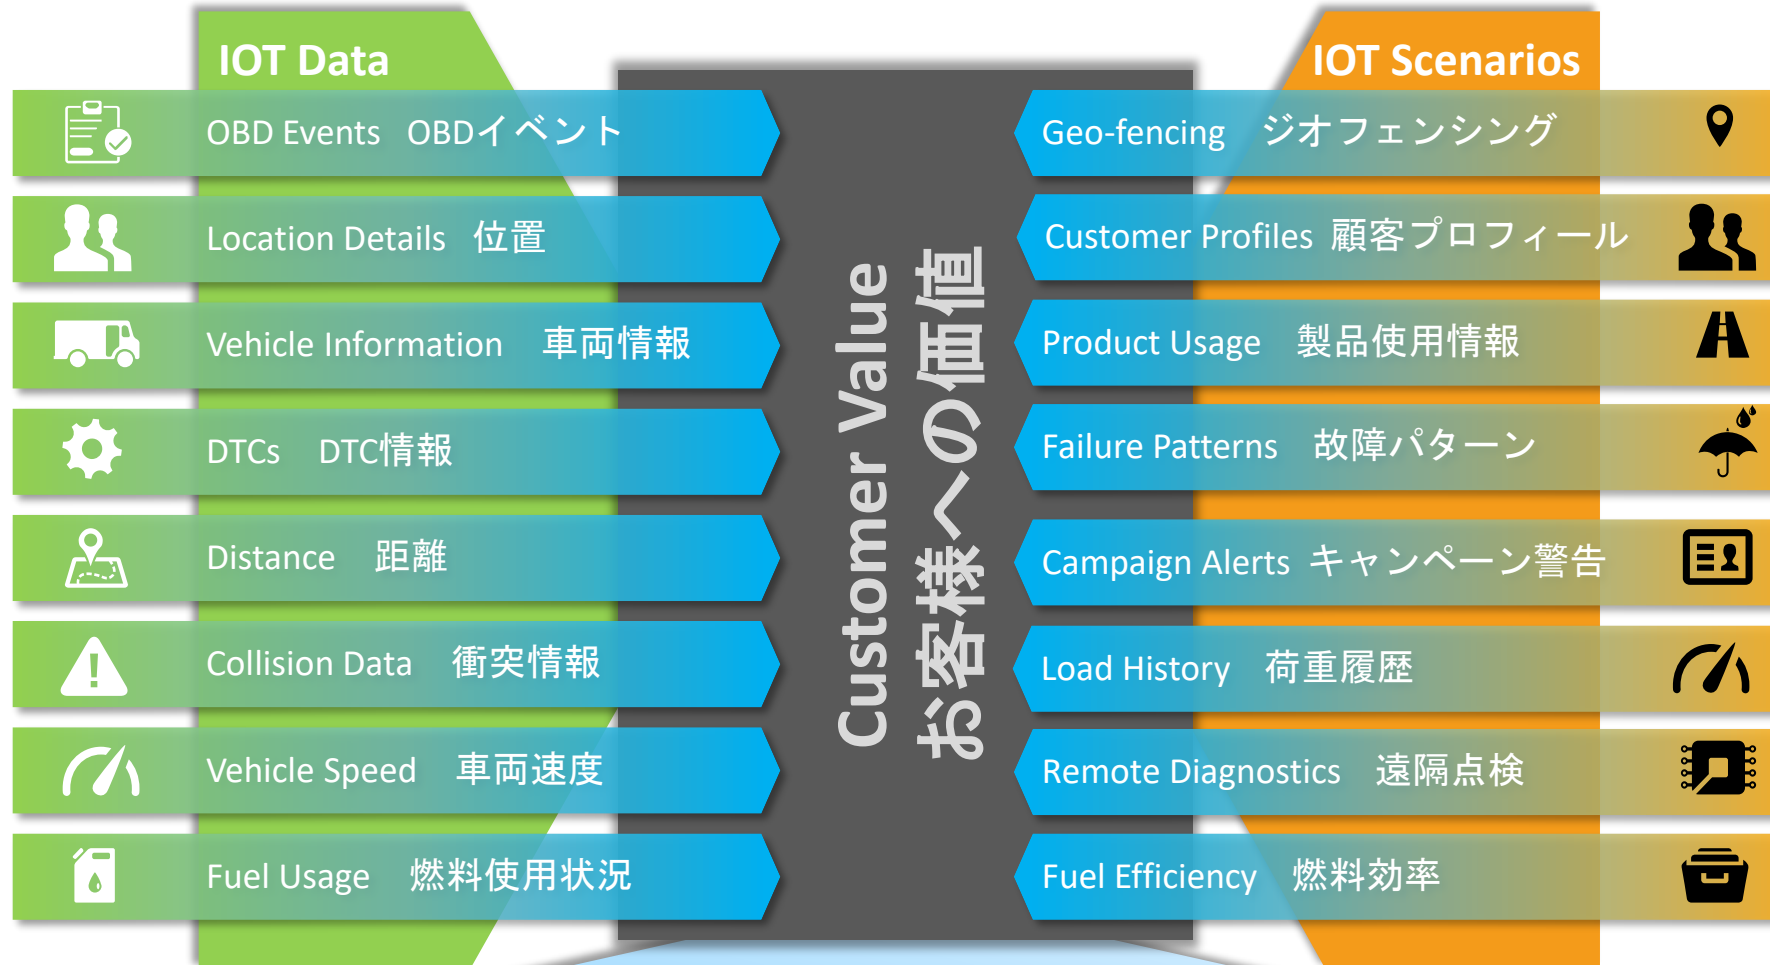 IOT Data
OBD Events OBDイベント
Location Details 位置
Vehicle Information 車両情報
DTCs DTC情報
Distance 距離
Collision Data 衝突情報
Vehicle Speed 車両速度
Fuel Usage 燃料使用状況
Customer Value
お客様への価値
IOT Scenarios
Geo-fencing ジオフェンシング
Customer Profiles 顧客プロフィール
Product Usage 製品使用情報
Failure Patterns 故障パターン
Campaign Alerts キャンペーン警告
Load History 荷重履歴
Remote Diagnostics 遠隔点検
Fuel Efficiency 燃料効率